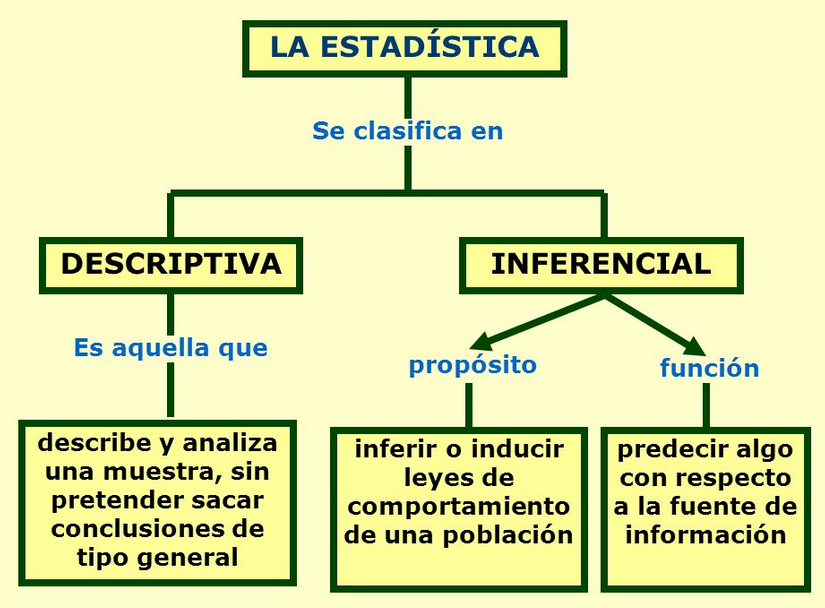 LA ESTADÍSTICA
Se clasifica en
DESCRIPTIVA
INFERENCIAL
Es aquella que
propósito
función
describe y analiza
una muestra, sin
pretender sacar
conclusiones de
tipo general
inferir o inducir
leyes de
comportamiento
de una población
predecir algo
con respecto
a la fuente de
información